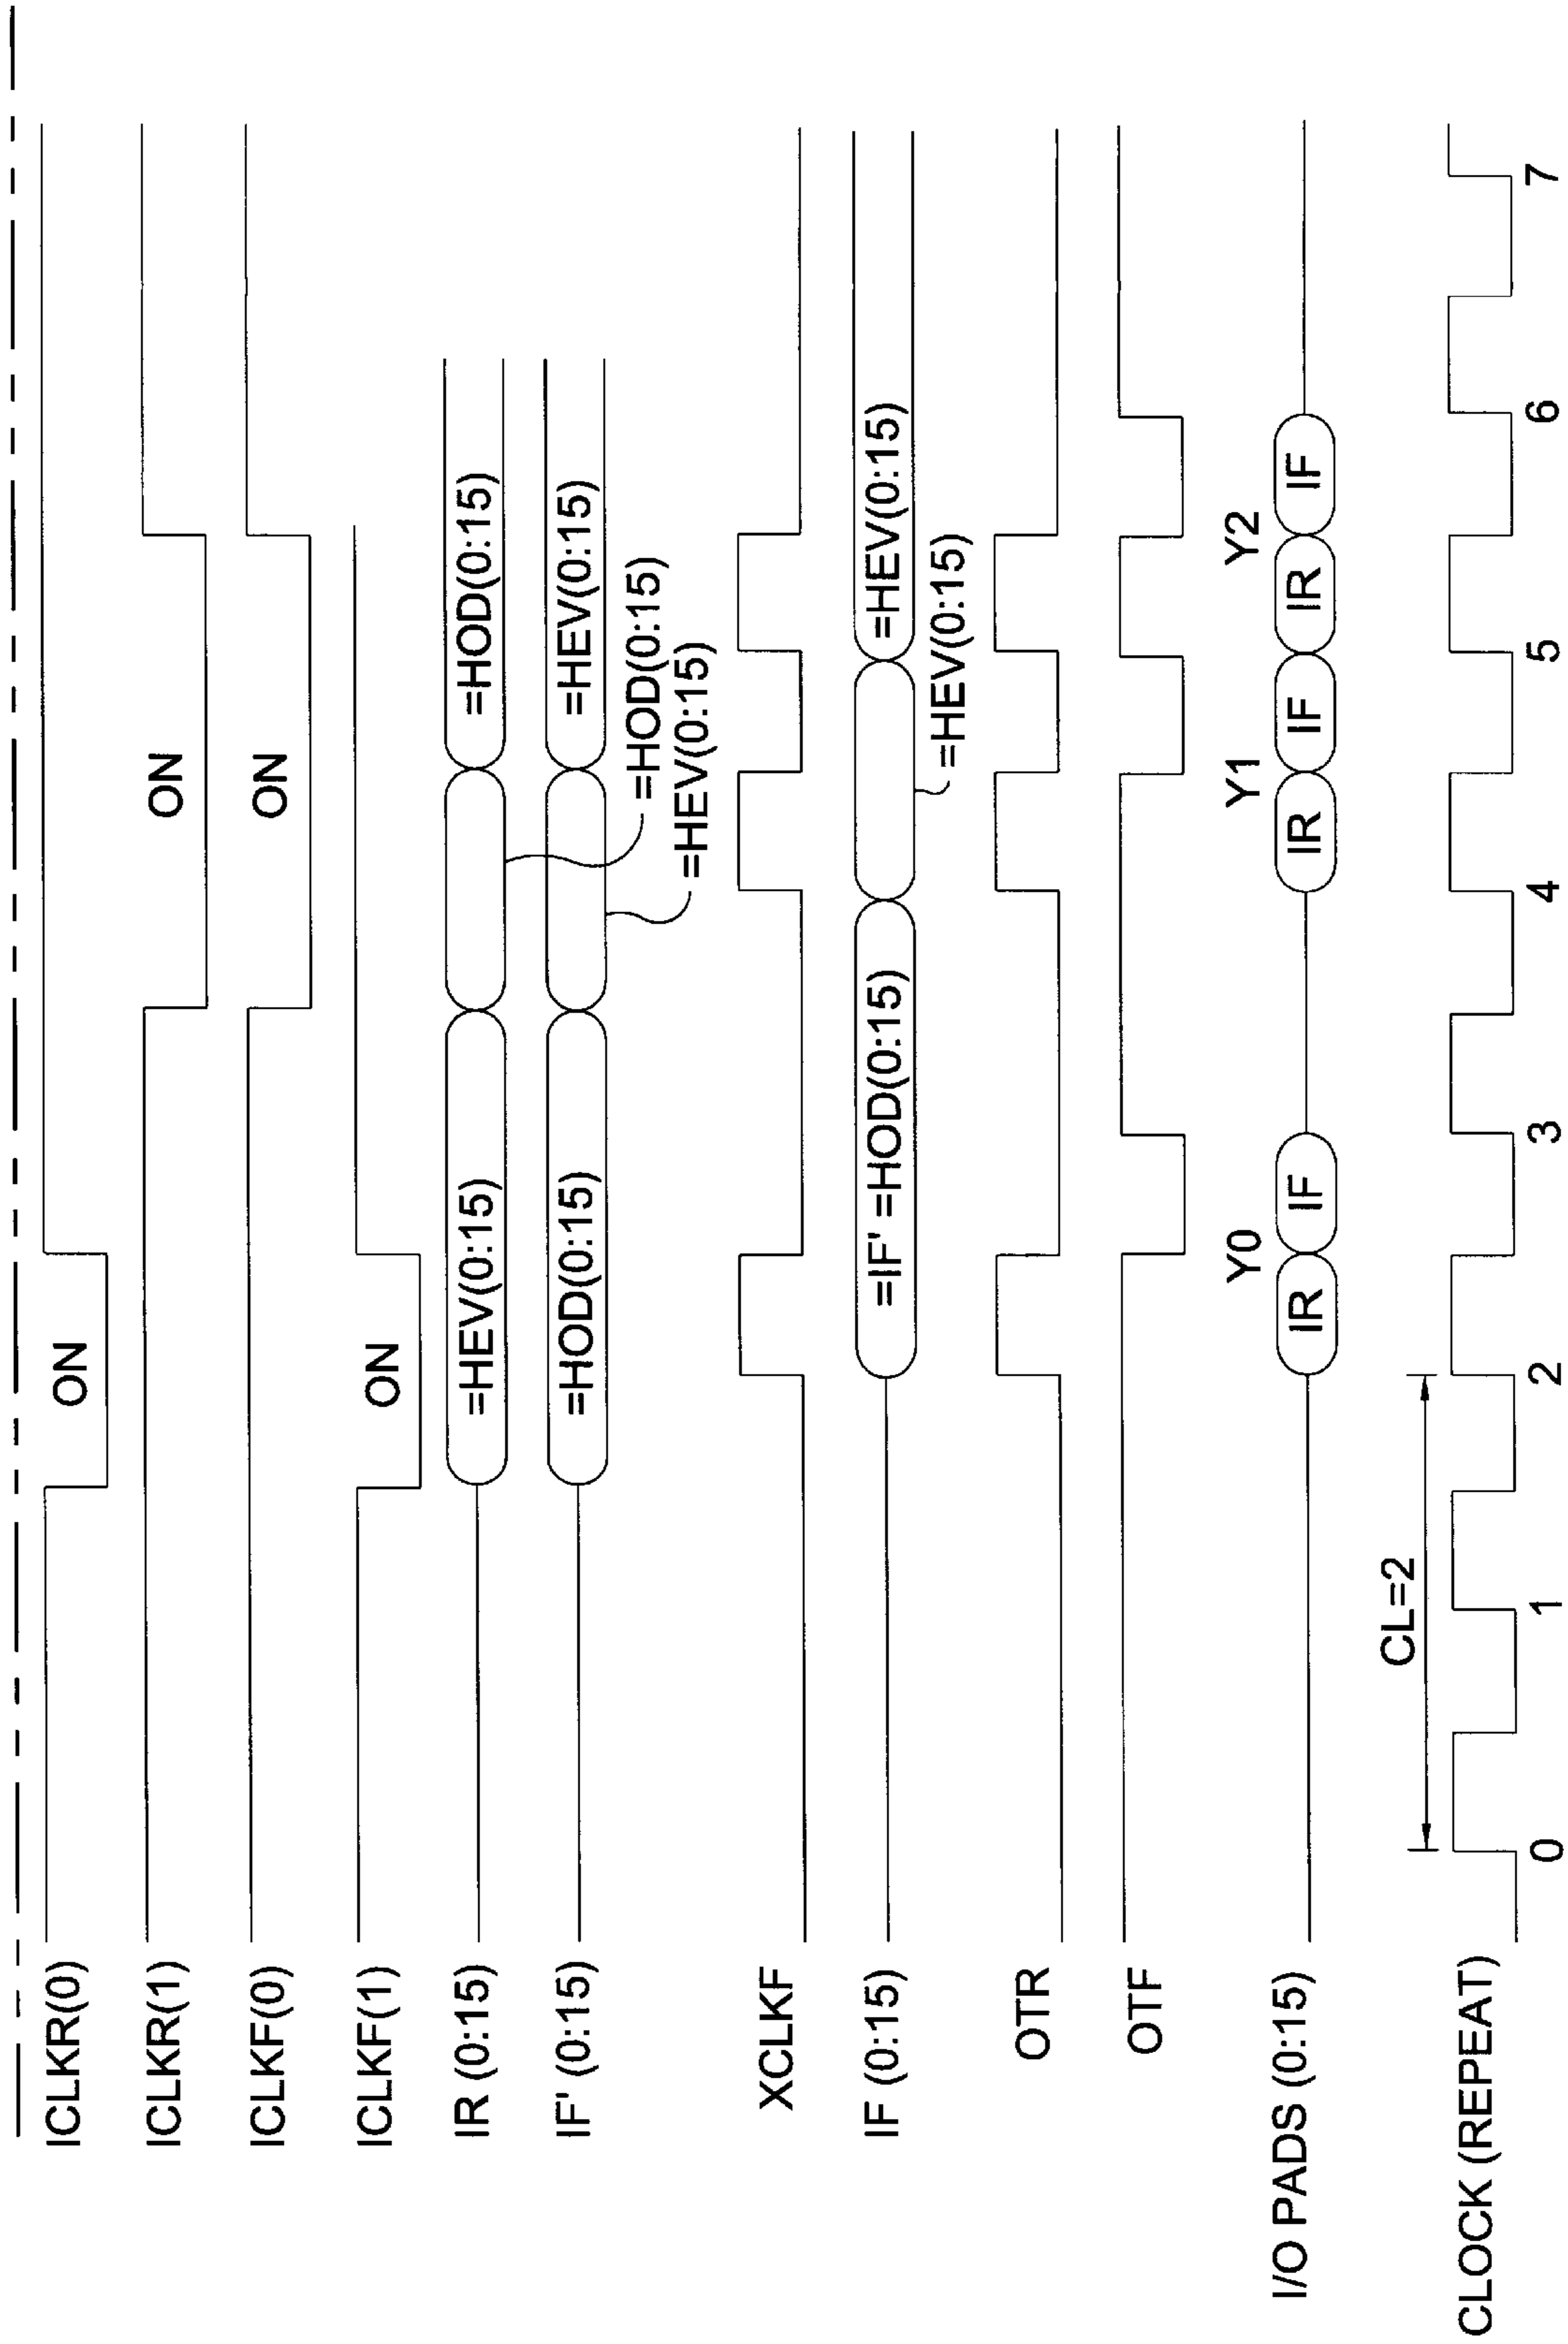 ICLKR(0)
ON
ICLKR(1)
ON
ICLKF(0)
ON
ICLKF(1)
ON
IR (0:15)
=HEV(0:15)
=HOD(0:15)
IF' (0:15)
=HOD(0:15)
=HEV(0:15)
=HOD(0:15)
=HEV(0:15)
XCLKF
IF (0:15)
=IF' =HOD(0:15)
=HEV(0:15)
=HEV(0:15)
OTR
OTF
Y0
Y1
Y2
I/O PADS (0:15)
IR
IF
IR
IF
IR
IF
CL=2
CLOCK (REPEAT)
0
1
2
3
4
5
6
7